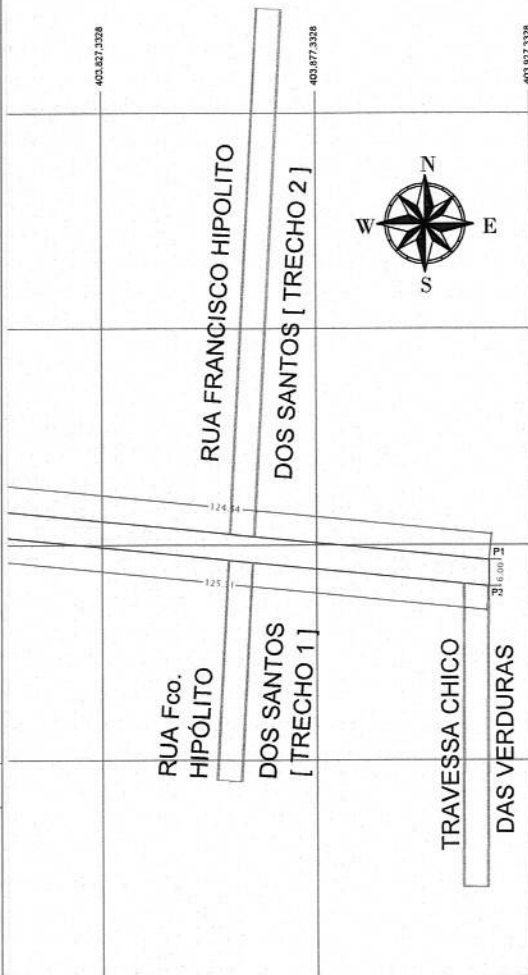 403.827,3328
403.877,3328
403.927,3328
RUA FRANCISCO HIPOLITO
DOS SANTOS [ TRECHO 2 ]
N
W
E
S
124.54
125.31
P1
6.00
P2
RUA Fco.
HIPÓLITO
DOS SANTOS
[ TRECHO 1 ]
TRAVESSA CHICO
DAS VERDURAS